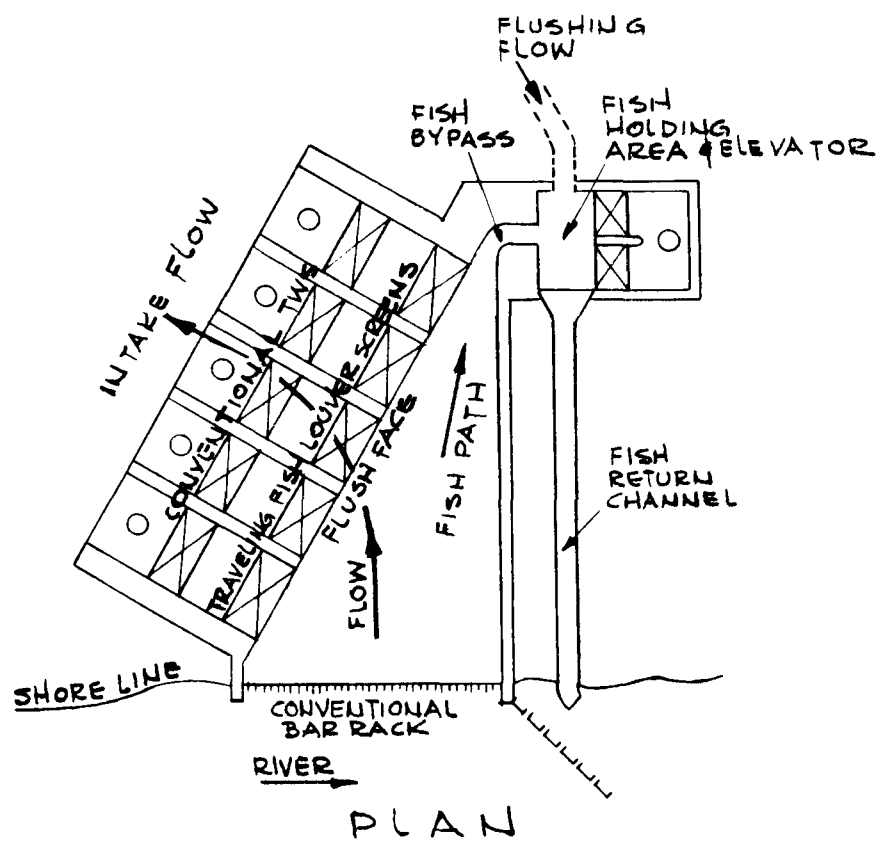 FLUSHING
FLOW
FISH
BYPASS
FISH
HOLDING
AREA & ELEVATOR
INTAKE FLOW
CONVENTIONAL TWS
TRAVELING FISH LOUVER SCREENS
FLUSH FACE
FISH PATH
FLOW
FISH
RETURN
CHANNEL
SHORE LINE
CONVENTIONAL
BAR RACK
RIVER
PLAN